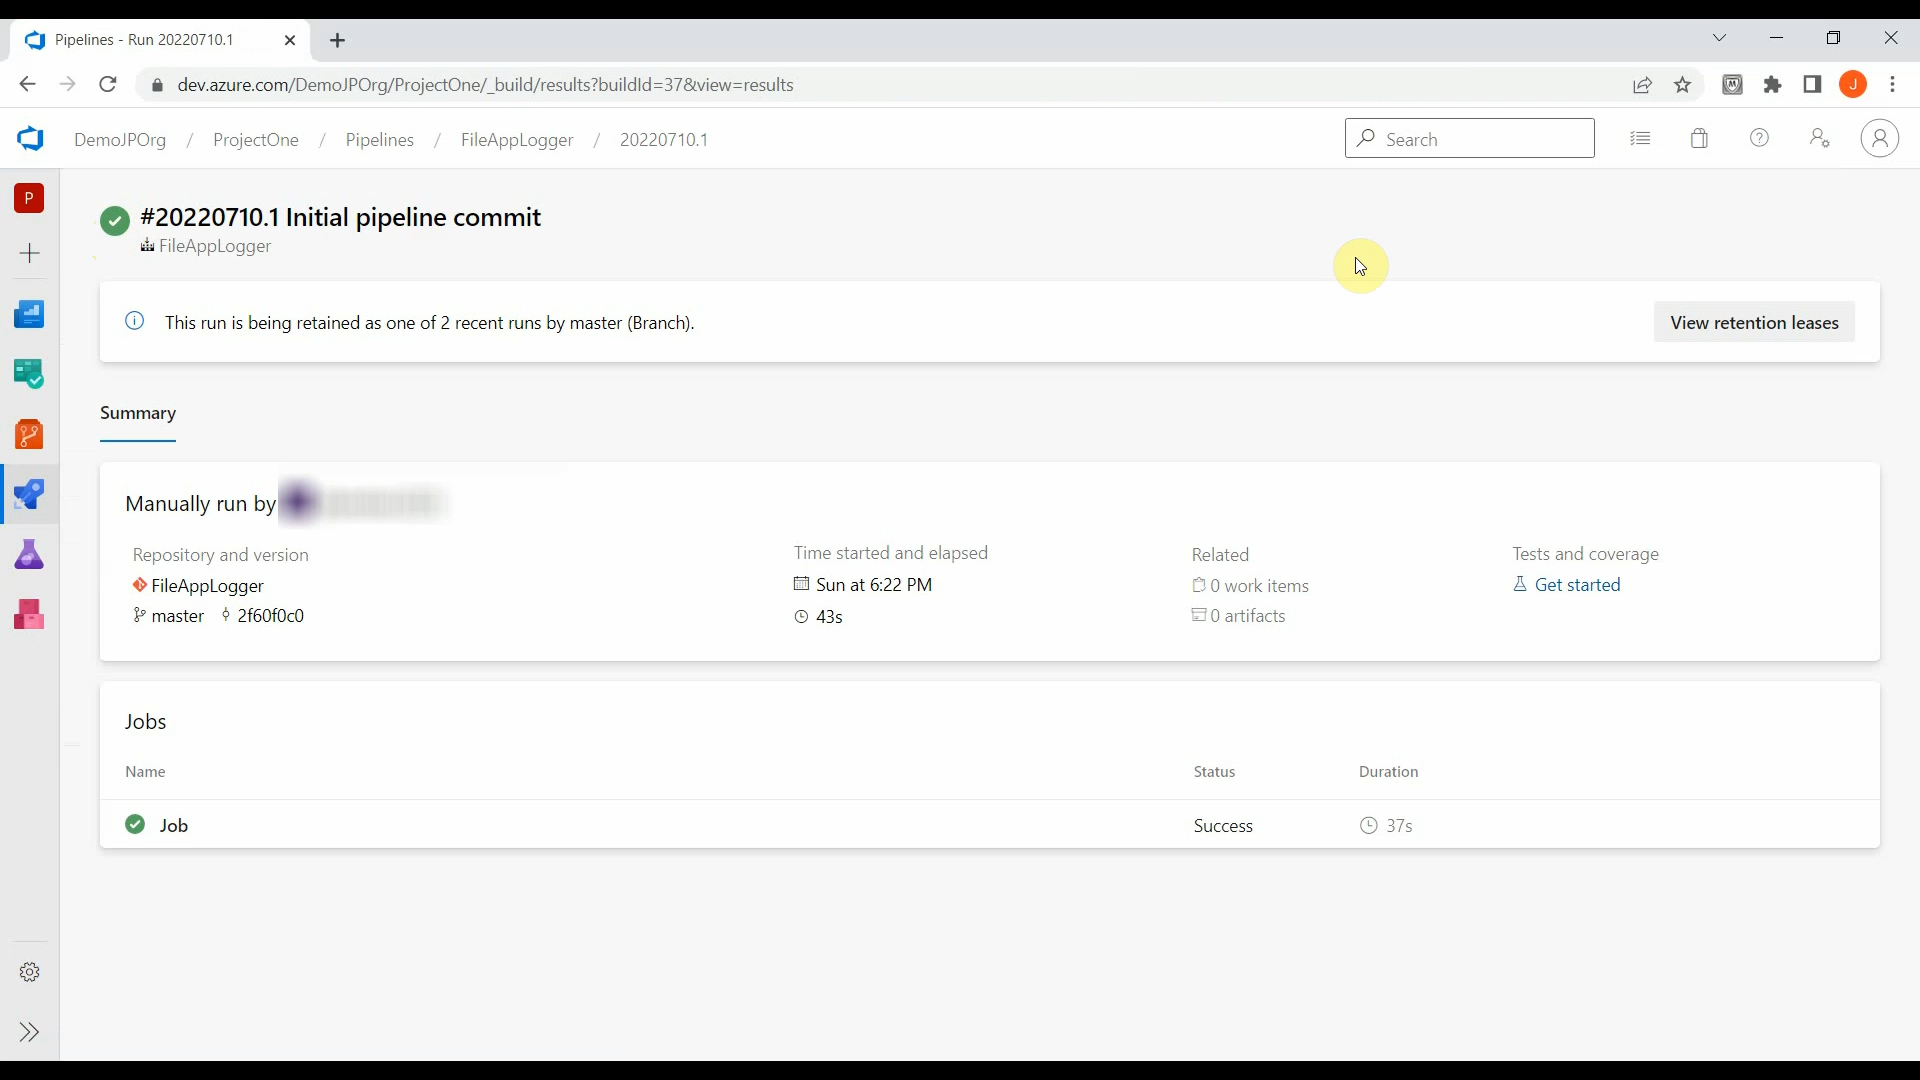 Pipelines - Run 20220710.1
dev.azure.com/DemoJPOrg/ProjectOne/_build/results?buildId=37&view=results
J
DemoJPOrg / ProjectOne / Pipelines / FileAppLogger / 20220710.1
Search
P
#20220710.1 Initial pipeline commit
FileAppLogger
This run is being retained as one of 2 recent runs by master (Branch).
View retention leases
Summary
Manually run by
Repository and version
FileAppLogger
master 2f60f0c0
Time started and elapsed
Sun at 6:22 PM
43s
Related
0 work items
0 artifacts
Tests and coverage
Get started
Jobs
Name Status Duration
Job Success 37s